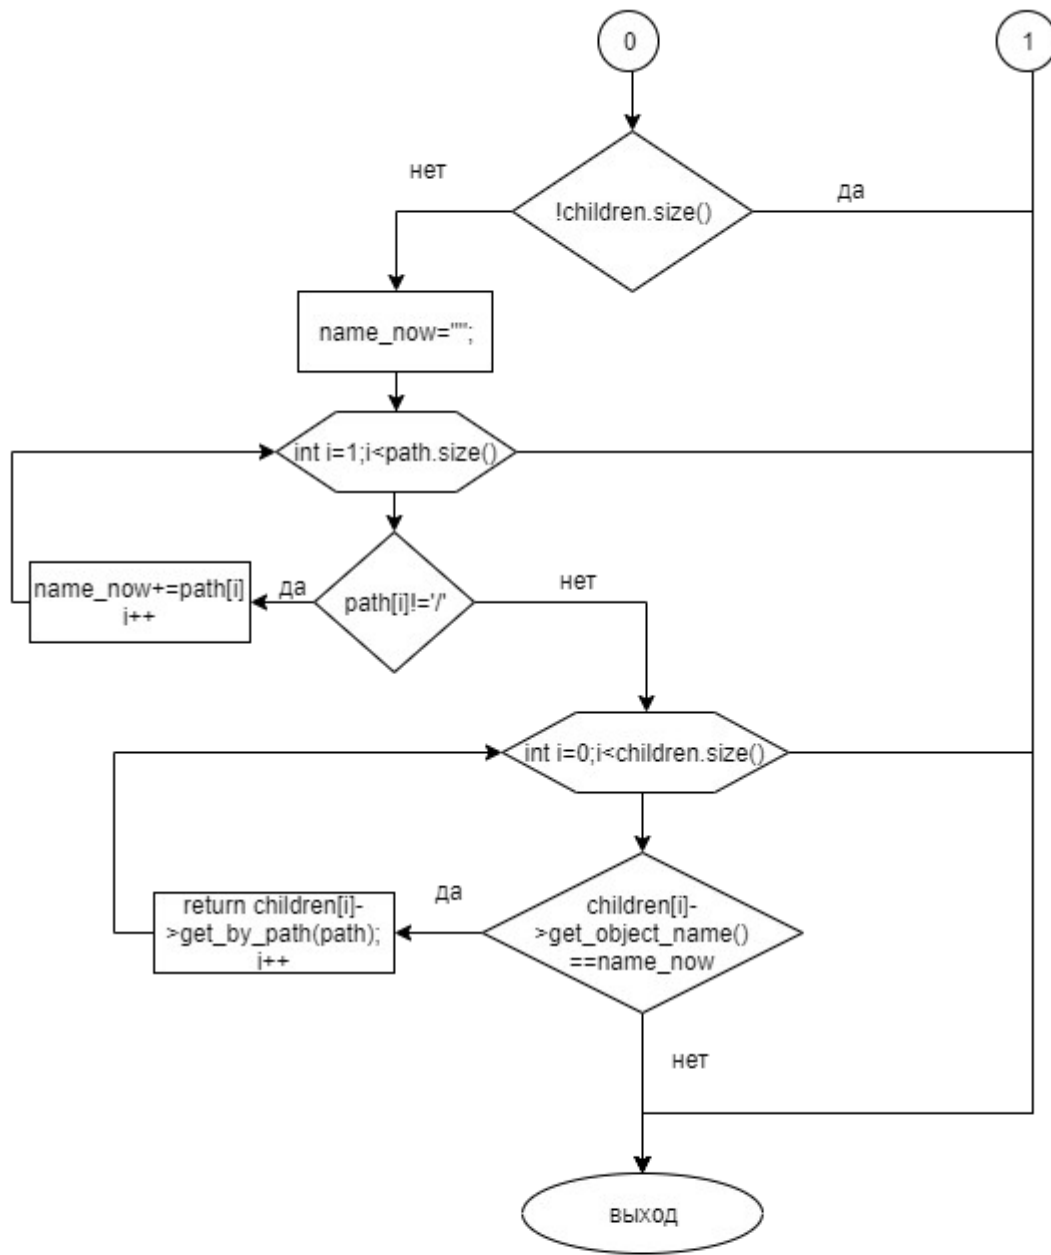 0
1
нет
да
!children.size()
name_now="";
int i=1;i<path.size()
name_now+=path[i]
i++
да
path[i]!='/'
нет
int i=0;i<children.size()
return children[i]-
>get_by_path(path);
i++
да
children[i]-
>get_object_name()
==name_now
нет
выход